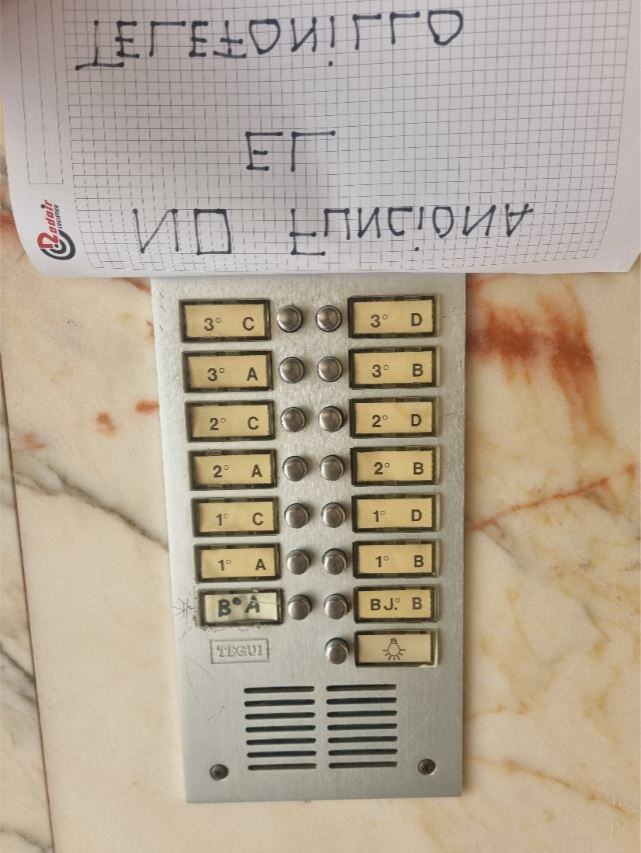 NO FUNCiONA
EL
TELEFONiLLO
3° C 3° D
3° A 3° B
2° C 2° D
2° A 2° B
1° C 1° D
1° A 1° B
B° A BJ.° B
TEGUI